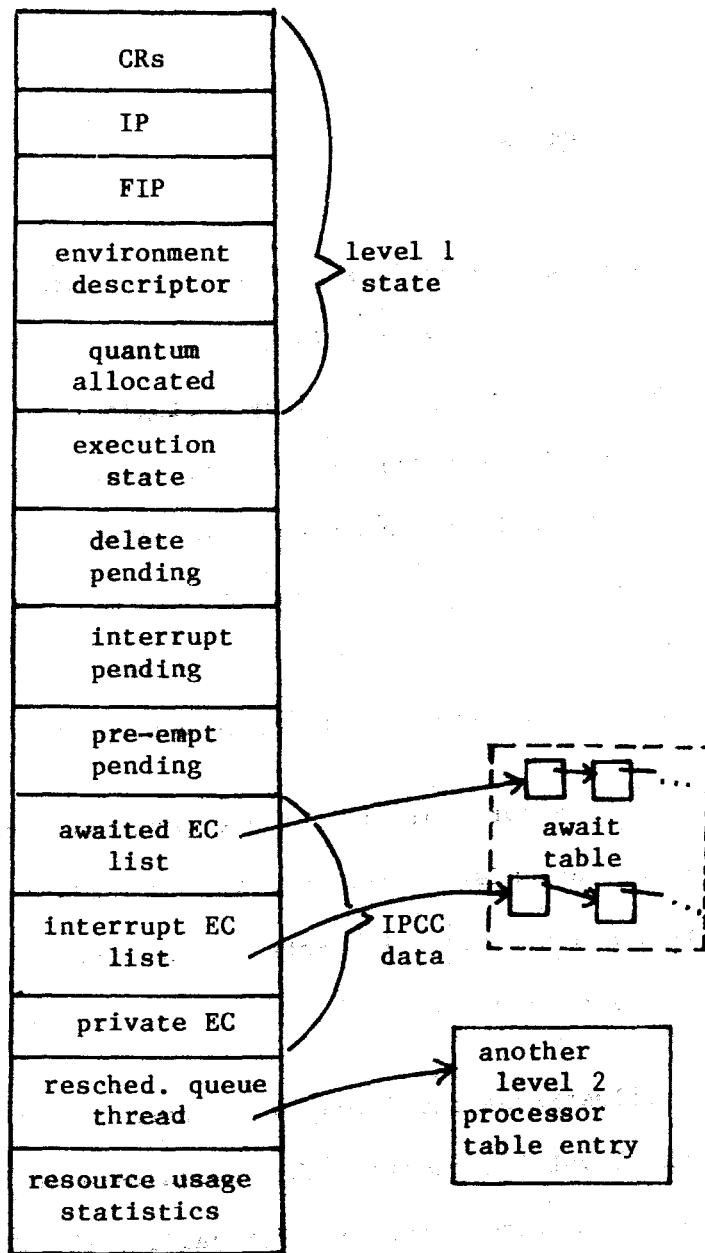 CRs
IP
FIP
environment
descriptor
quantum
allocated
level 1
state
execution
state
delete
pending
interrupt
pending
pre-empt
pending
awaited EC
list
interrupt EC
list
private EC
IPCC
data
...
await
table
...
resched. queue
thread
another
level 2
processor
table entry
resource usage
statistics